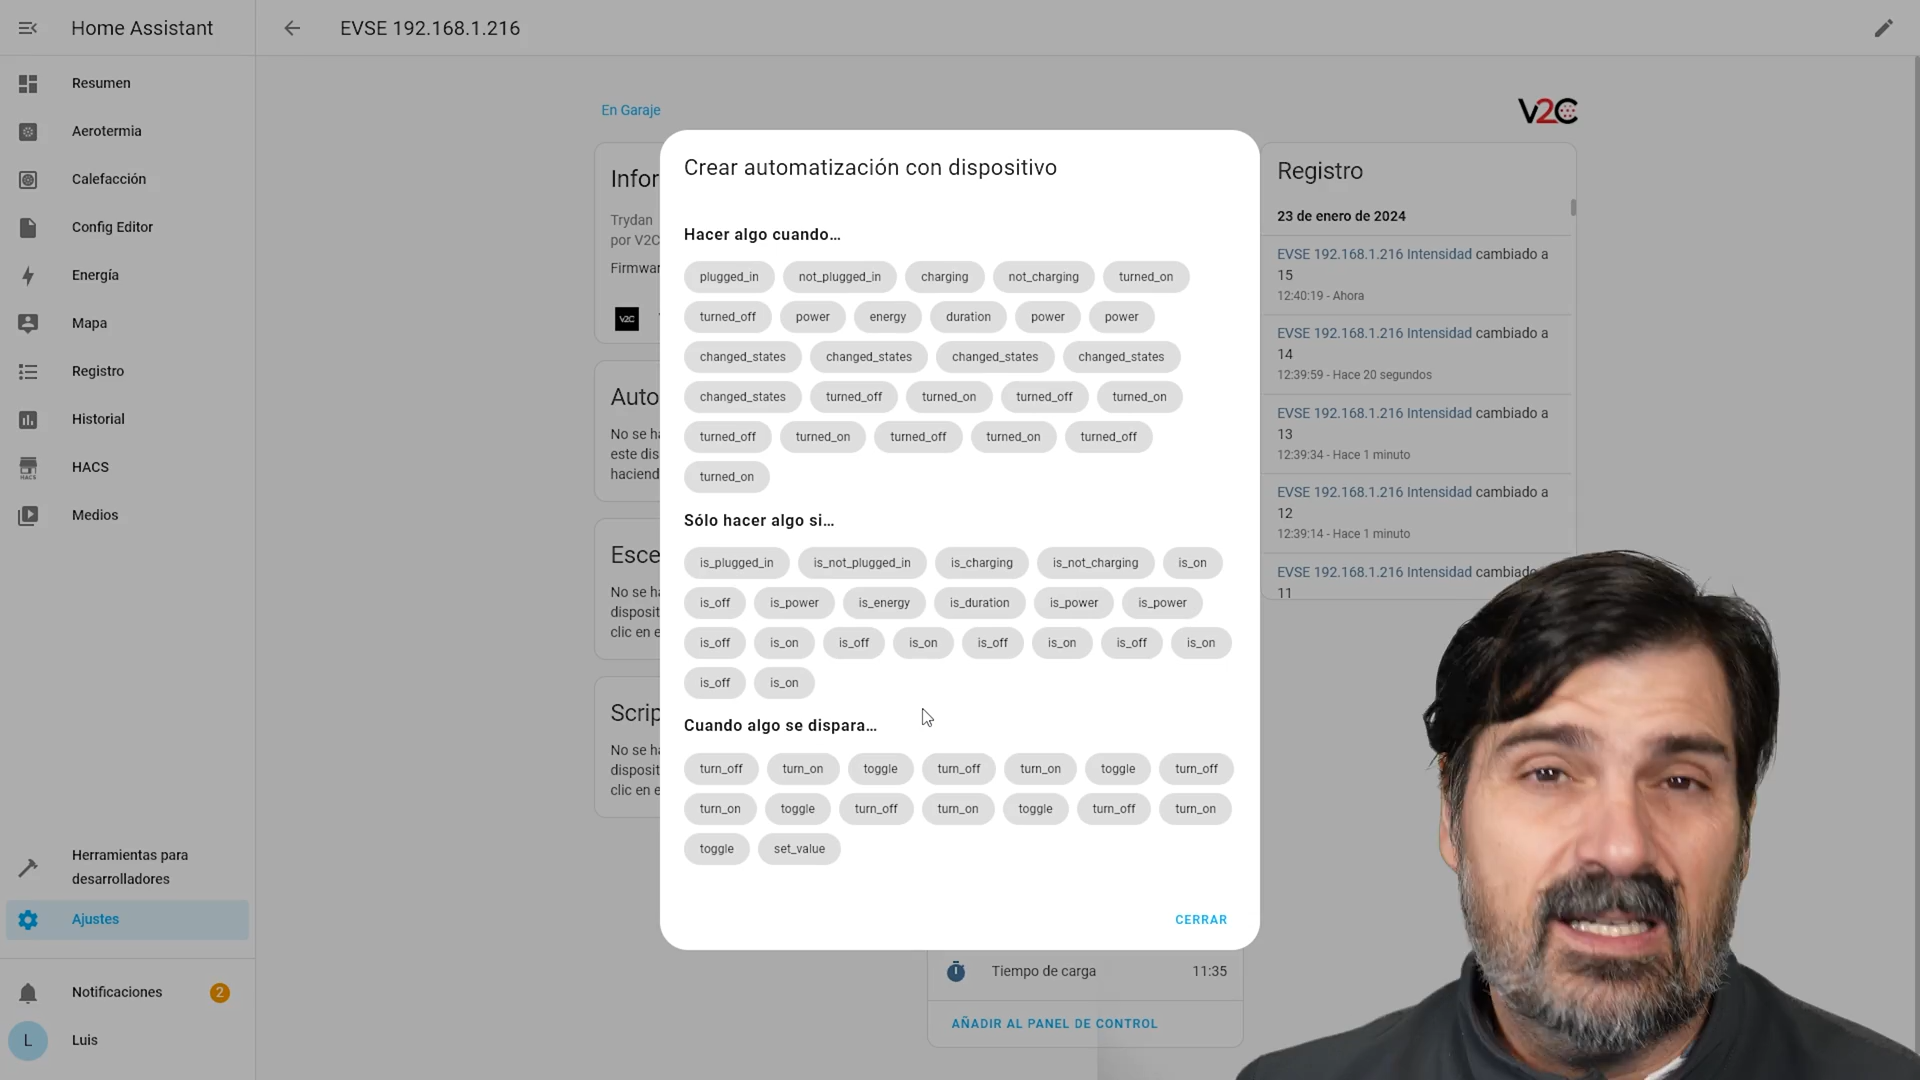 Home Assistant
EVSE 192.168.1.216
Resumen
Aerotermia
Calefacción
Config Editor
Energía
Mapa
Registro
Historial
HACS
HACS
Medios
Herramientas para
desarrolladores
Ajustes
Notificaciones 2
L Luis
En Garaje
V2C
Infor
Trydan
por V2C
Firmwar
V2C
Auto
No se ha
este dis
haciend
Esce
No se ha
disposit
clic en e
Scrip
No se ha
disposit
clic en e
Crear automatización con dispositivo
Hacer algo cuando…
plugged_in not_plugged_in charging not_charging turned_on
turned_off power energy duration power power
changed_states changed_states changed_states changed_states
changed_states turned_off turned_on turned_off turned_on
turned_off turned_on turned_off turned_on turned_off
turned_on
Sólo hacer algo si…
is_plugged_in is_not_plugged_in is_charging is_not_charging is_on
is_off is_power is_energy is_duration is_power is_power
is_off is_on is_off is_on is_off is_on is_off is_on
is_off is_on
Cuando algo se dispara…
turn_off turn_on toggle turn_off turn_on toggle turn_off
turn_on toggle turn_off turn_on toggle turn_off turn_on
toggle set_value
CERRAR
Tiempo de carga 11:35
AÑADIR AL PANEL DE CONTROL
Registro
23 de enero de 2024
EVSE 192.168.1.216 Intensidad cambiado a
15
12:40:19 - Ahora
EVSE 192.168.1.216 Intensidad cambiado a
14
12:39:59 - Hace 20 segundos
EVSE 192.168.1.216 Intensidad cambiado a
13
12:39:34 - Hace 1 minuto
EVSE 192.168.1.216 Intensidad cambiado a
12
12:39:14 - Hace 1 minuto
EVSE 192.168.1.216 Intensidad cambiado
11